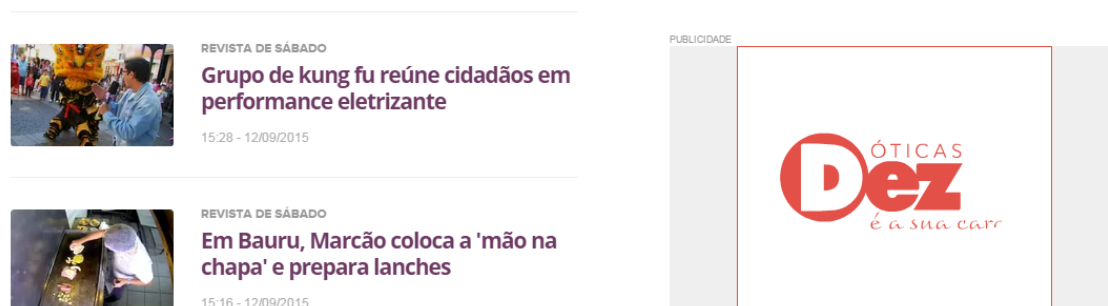 REVISTA DE SÁBADO
Grupo de kung fu reúne cidadãos em
performance eletrizante
15:28 - 12/09/2015
REVISTA DE SÁBADO
Em Bauru, Marcão coloca a 'mão na
chapa' e prepara lanches
15:16 - 12/09/2015
PUBLICIDADE
ÓTICAS
Dez
é a sua